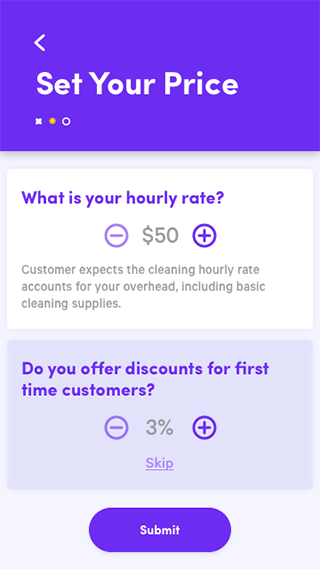 Set Your Price
What is your hourly rate?
$50
Customer expects the cleaning hourly rate
accounts for your overhead, including basic
cleaning supplies.
Do you offer discounts for first
time customers?
3%
Skip
Submit